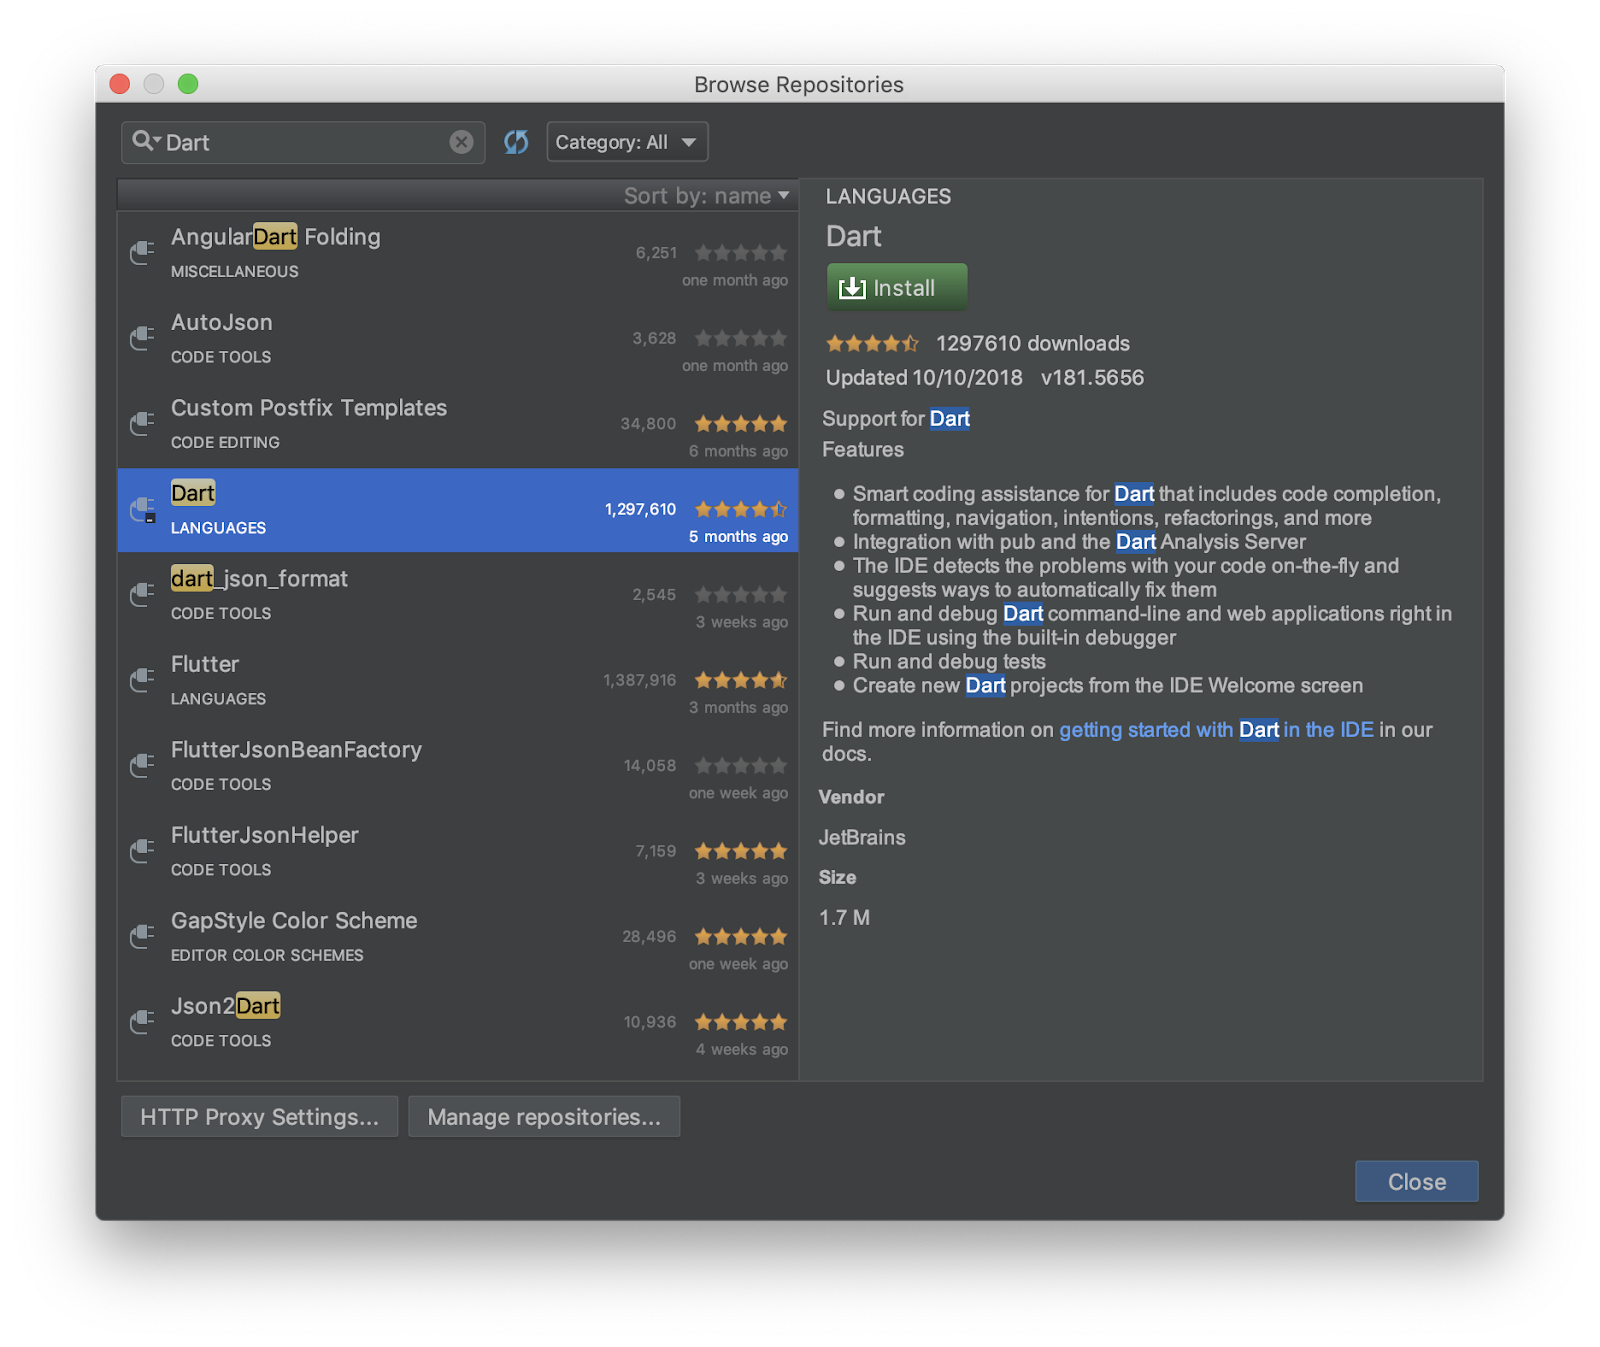 Browse Repositories
Dart
Category: All
Sort by: name
AngularDart Folding
6,251
MISCELLANEOUS
one month ago
AutoJson
3,628
CODE TOOLS
one month ago
Custom Postfix Templates
34,800
CODE EDITING
6 months ago
Dart
1,297,610
LANGUAGES
5 months ago
dart_json_format
2,545
CODE TOOLS
3 weeks ago
Flutter
1,387,916
LANGUAGES
3 months ago
FlutterJsonBeanFactory
14,058
CODE TOOLS
one week ago
FlutterJsonHelper
7,159
CODE TOOLS
3 weeks ago
GapStyle Color Scheme
28,496
EDITOR COLOR SCHEMES
one week ago
Json2Dart
10,936
CODE TOOLS
4 weeks ago
LANGUAGES
Dart
Install
1297610 downloads
Updated 10/10/2018 v181.5656
Support for Dart
Features
● Smart coding assistance for Dart that includes code completion,
formatting, navigation, intentions, refactorings, and more
● Integration with pub and the Dart Analysis Server
● The IDE detects the problems with your code on-the-fly and
suggests ways to automatically fix them
● Run and debug Dart command-line and web applications right in
the IDE using the built-in debugger
● Run and debug tests
● Create new Dart projects from the IDE Welcome screen
Find more information on getting started with Dart in the IDE in our
docs.
Vendor
JetBrains
Size
1.7 M
HTTP Proxy Settings...
Manage repositories...
Close